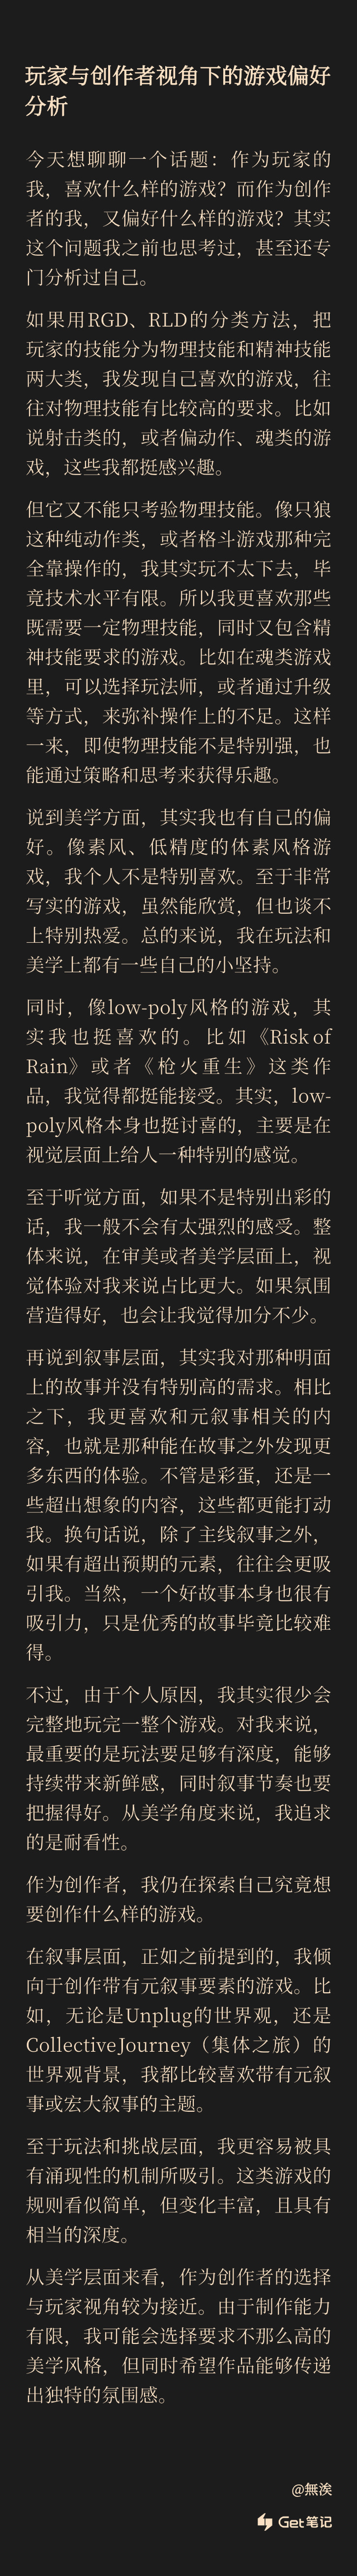 玩家与创作者视角下的游戏偏好
分析
今天想聊聊一个话题：作为玩家的
我，喜欢什么样的游戏？而作为创作
者的我，又偏好什么样的游戏？其实
这个问题我之前也思考过，甚至还专
门分析过自己。
如果用RGD、RLD的分类方法，把
玩家的技能分为物理技能和精神技能
两大类，我发现自己喜欢的游戏，往
往对物理技能有比较高的要求。比如
说射击类的，或者偏动作、魂类的游
戏，这些我都挺感兴趣。
但它又不能只考验物理技能。像只狼
这种纯动作类，或者格斗游戏那种完
全靠操作的，我其实玩不太下去，毕
竟技术水平有限。所以我更喜欢那些
既需要一定物理技能，同时又包含精
神技能要求的游戏。比如在魂类游戏
里，可以选择玩法师，或者通过升级
等方式，来弥补操作上的不足。这样
一来，即使物理技能不是特别强，也
能通过策略和思考来获得乐趣。
说到美学方面，其实我也有自己的偏
好。像素风、低精度的体素风格游
戏，我个人不是特别喜欢。至于非常
写实的游戏，虽然能欣赏，但也谈不
上特别热爱。总的来说，我在玩法和
美学上都有一些自己的小坚持。
同时，像low-poly风格的游戏，其
实我也挺喜欢的。比如《Risk of
Rain》或者《枪火重生》这类作
品，我觉得都挺能接受。其实，low-
poly风格本身也挺讨喜的，主要是在
视觉层面上给人一种特别的感觉。
至于听觉方面，如果不是特别出彩的
话，我一般不会有太强烈的感受。整
体来说，在审美或者美学层面上，视
觉体验对我来说占比更大。如果氛围
营造得好，也会让我觉得加分不少。
再说到叙事层面，其实我对那种明面
上的故事并没有特别高的需求。相比
之下，我更喜欢和元叙事相关的内
容，也就是那种能在故事之外发现更
多东西的体验。不管是彩蛋，还是一
些超出想象的内容，这些都更能打动
我。换句话说，除了主线叙事之外，
如果有超出预期的元素，往往会更吸
引我。当然，一个好故事本身也很有
吸引力，只是优秀的故事毕竟比较难
得。
不过，由于个人原因，我其实很少会
完整地玩完一整个游戏。对我来说，
最重要的是玩法要足够有深度，能够
持续带来新鲜感，同时叙事节奏也要
把握得好。从美学角度来说，我追求
的是耐看性。
作为创作者，我仍在探索自己究竟想
要创作什么样的游戏。
在叙事层面，正如之前提到的，我倾
向于创作带有元叙事要素的游戏。比
如，无论是Unplug的世界观，还是
CollectiveJourney（集体之旅）的
世界观背景，我都比较喜欢带有元叙
事或宏大叙事的主题。
至于玩法和挑战层面，我更容易被具
有涌现性的机制所吸引。这类游戏的
规则看似简单，但变化丰富，且具有
相当的深度。
从美学层面来看，作为创作者的选择
与玩家视角较为接近。由于制作能力
有限，我可能会选择要求不那么高的
美学风格，但同时希望作品能够传递
出独特的氛围感。
@無涘
Get笔记